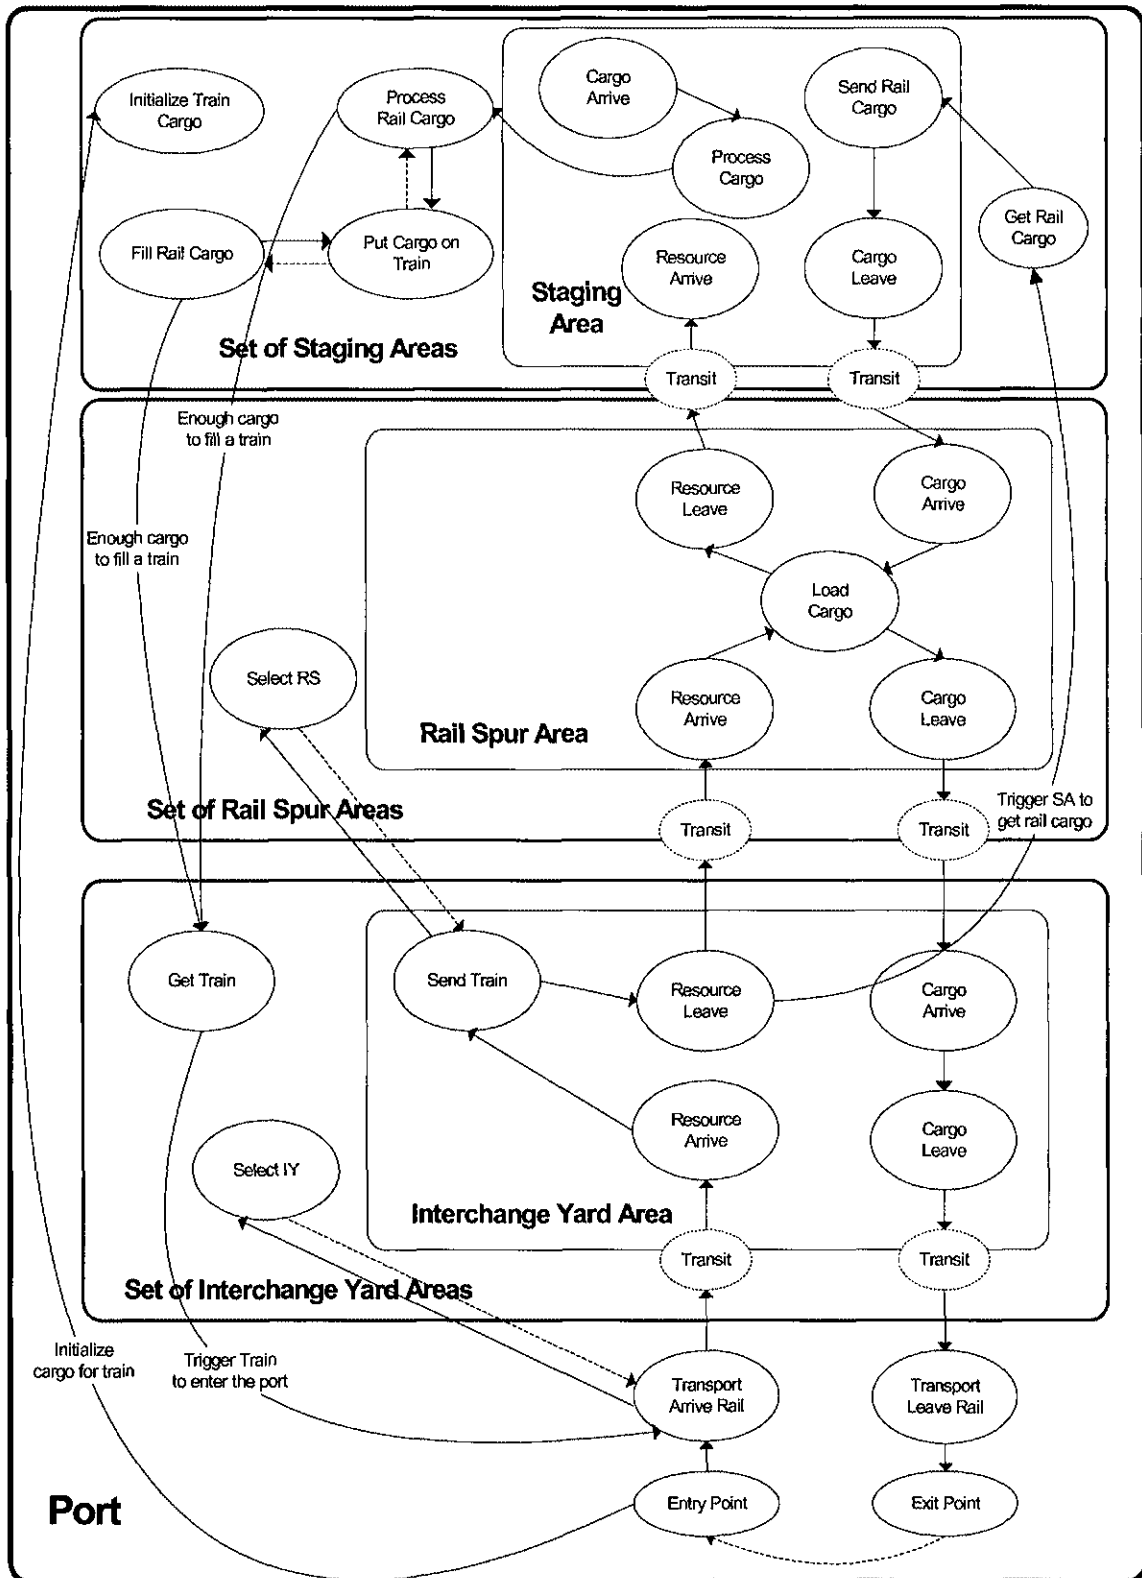 Initialize Train
Cargo
Process
Rail Cargo
Cargo
Arrive
Send Rail
Cargo
Process
Cargo
Get Rail
Cargo
Fill Rail Cargo
Put Cargo on
Train
Resource
Arrive
Cargo
Leave
Staging
Area
Set of Staging Areas
Transit
Transit
Enough cargo
to fill a train
Enough cargo
to fill a train
Resource
Leave
Cargo
Arrive
Load
Cargo
Select RS
Resource
Arrive
Cargo
Leave
Rail Spur Area
Set of Rail Spur Areas
Transit
Transit
Trigger SA to
get rail cargo
Get Train
Send Train
Resource
Leave
Cargo
Arrive
Resource
Arrive
Cargo
Leave
Select IY
Interchange Yard Area
Transit
Transit
Set of Interchange Yard Areas
Initialize
cargo for train
Trigger Train
to enter the port
Transport
Arrive Rail
Transport
Leave Rail
Entry Point
Exit Point
Port